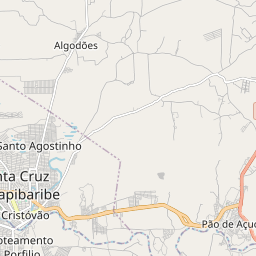 Algodões
Santo Agostinho
nta Cruz
apibaribe
Cristóvão
oteamento
Porfílio
Pão de Açuc